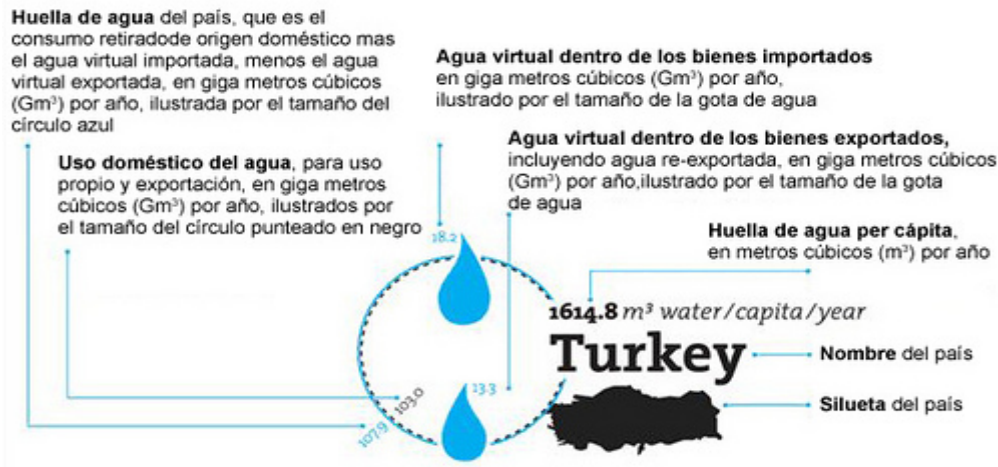 Huella de agua del país, que es el
consumo retiradode origen doméstico mas
el agua virtual importada, menos el agua
virtual exportada, en giga metros cúbicos
(Gm³) por año, ilustrada por el tamaño del
círculo azul
Agua virtual dentro de los bienes importados
en giga metros cúbicos (Gm³) por año,
ilustrado por el tamaño de la gota de agua
Uso doméstico del agua, para uso
propio y exportación, en giga metros
cúbicos (Gm³) por año, ilustrados por
el tamaño del círculo punteado en negro
Agua virtual dentro de los bienes exportados,
incluyendo agua re-exportada, en giga metros cúbicos
(Gm³) por año,ilustrado por el tamaño de la gota
de agua
Huella de agua per cápita,
en metros cúbicos (m³) por año
18.2
1614.8 m³ water/capita/year
Turkey
Nombre del país
13.3
103.0
107.9
Silueta del país